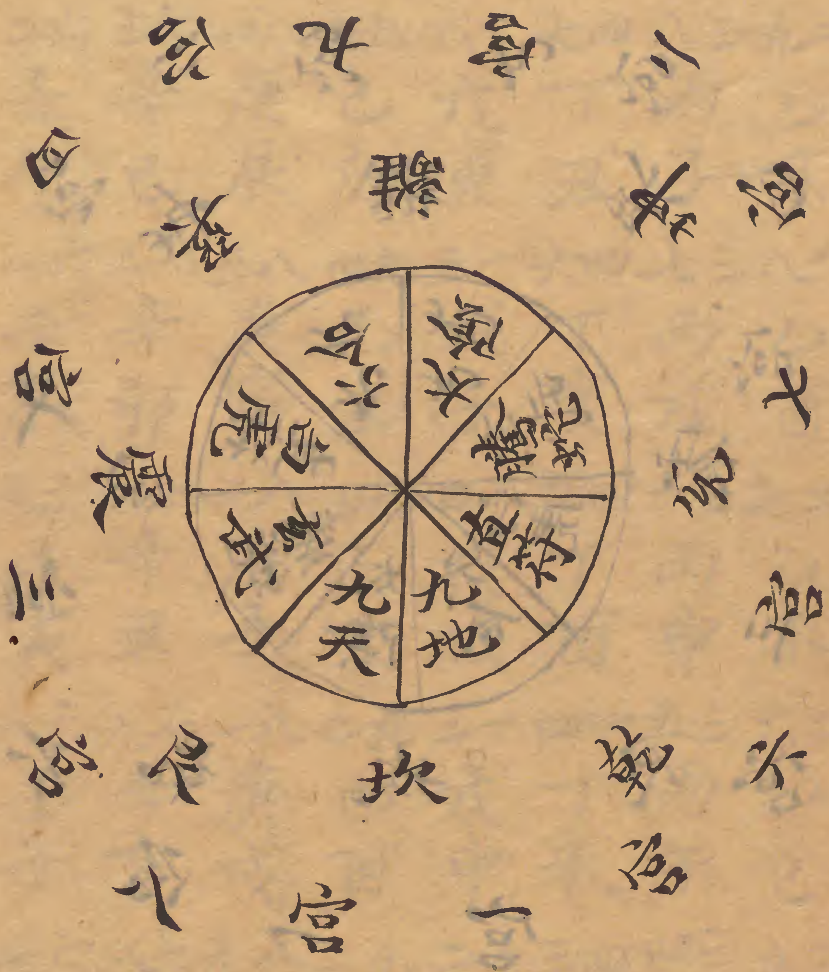 九宮
二宮
七宮
六宮
一宮
八宮
三宮
四宮
離
坤
兌
乾
坎
艮
震
巽
太陰
騰蛇
直符
九地
九天
玄武
白虎
六合